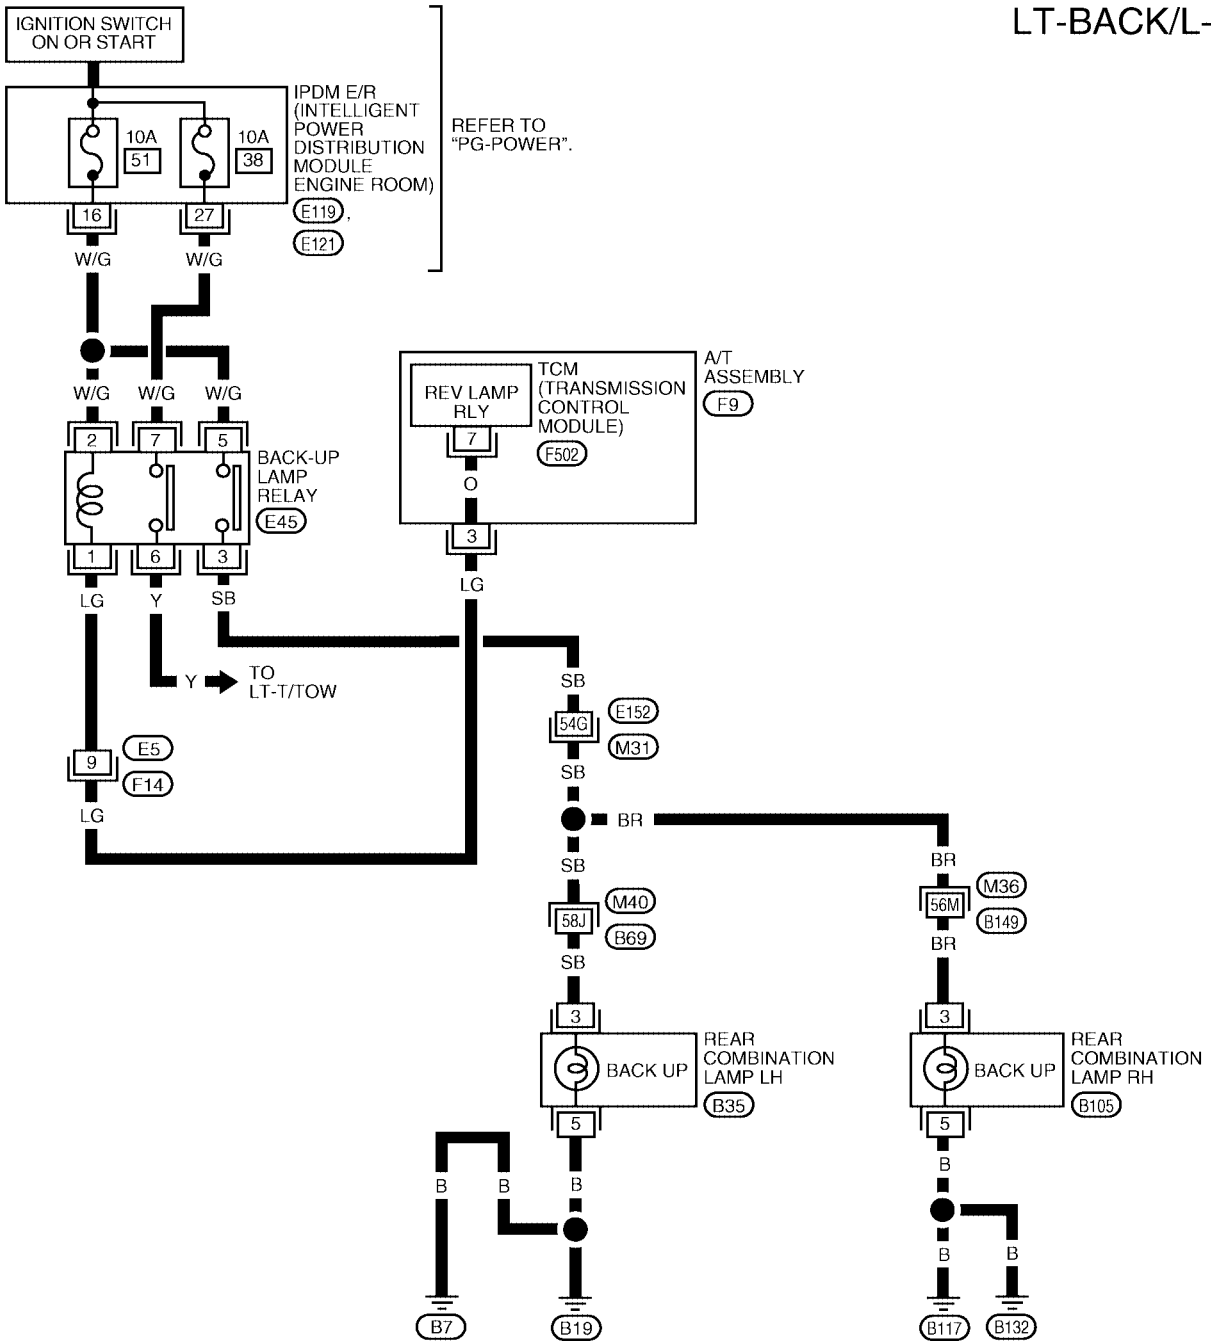 LT-BACK/L-
IGNITION SWITCH
ON OR START
IPDM E/R
(INTELLIGENT
POWER
DISTRIBUTION
MODULE
ENGINE ROOM)
E119 ,
E121
REFER TO
“PG-POWER”.
10A
51
10A
38
16
27
W/G
W/G
W/G
W/G
W/G
2
7
5
BACK-UP
LAMP
RELAY
E45
1
6
3
LG
Y
SB
REV LAMP
RLY
7
TCM
(TRANSMISSION
CONTROL
MODULE)
F502
A/T
ASSEMBLY
F9
O
3
LG
Y
TO
LT-T/TOW
9
E5
F14
LG
SB
54G
E152
M31
SB
BR
SB
BR
58J
M40
B69
56M
M36
B149
SB
BR
3
BACK UP
REAR
COMBINATION
LAMP LH
B35
5
3
BACK UP
REAR
COMBINATION
LAMP RH
B105
5
B
B
B
B
B
B
B7
B19
B117
B132